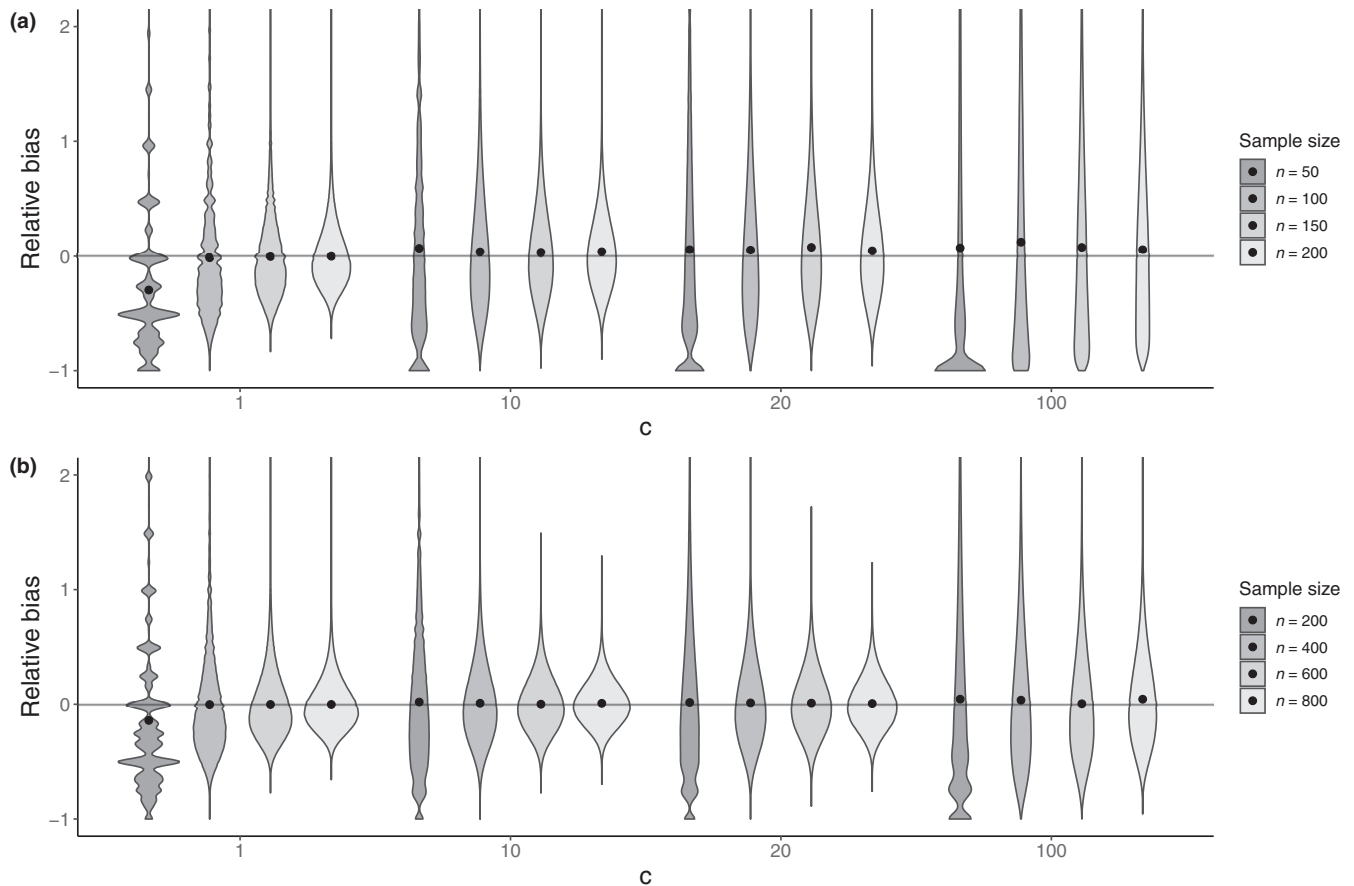 (a)
Relative bias
2
1
0
−1
1 10 20 100
c
Sample size
n = 50
n = 100
n = 150
n = 200
(b)
Relative bias
2
1
0
−1
1 10 20 100
c
Sample size
n = 200
n = 400
n = 600
n = 800